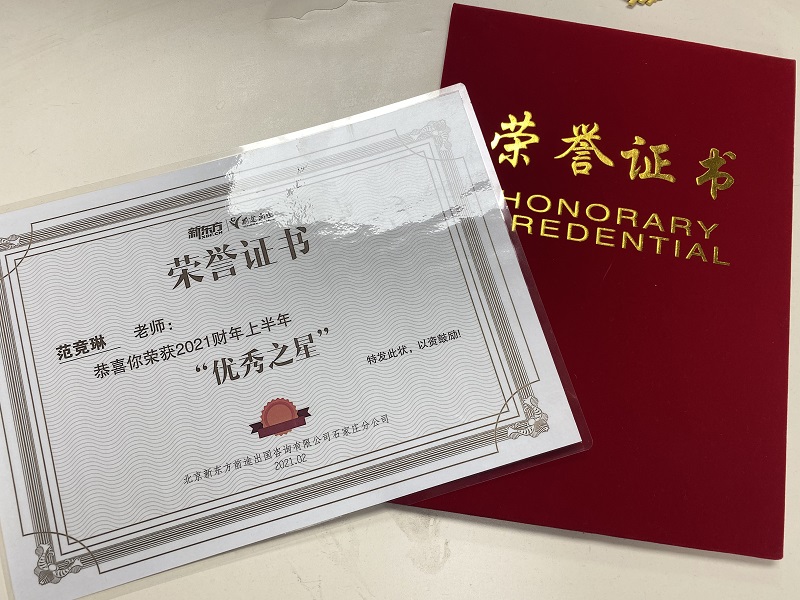 新东方
荣誉证书
范竞琳 老师：
恭喜你荣获2021财年上半年
“优秀之星”
特发此状，以资鼓励!
北京新东方前途出国咨询有限公司石家庄分公司
2021.02
荣誉证书
HONORARY
REDENTIAL